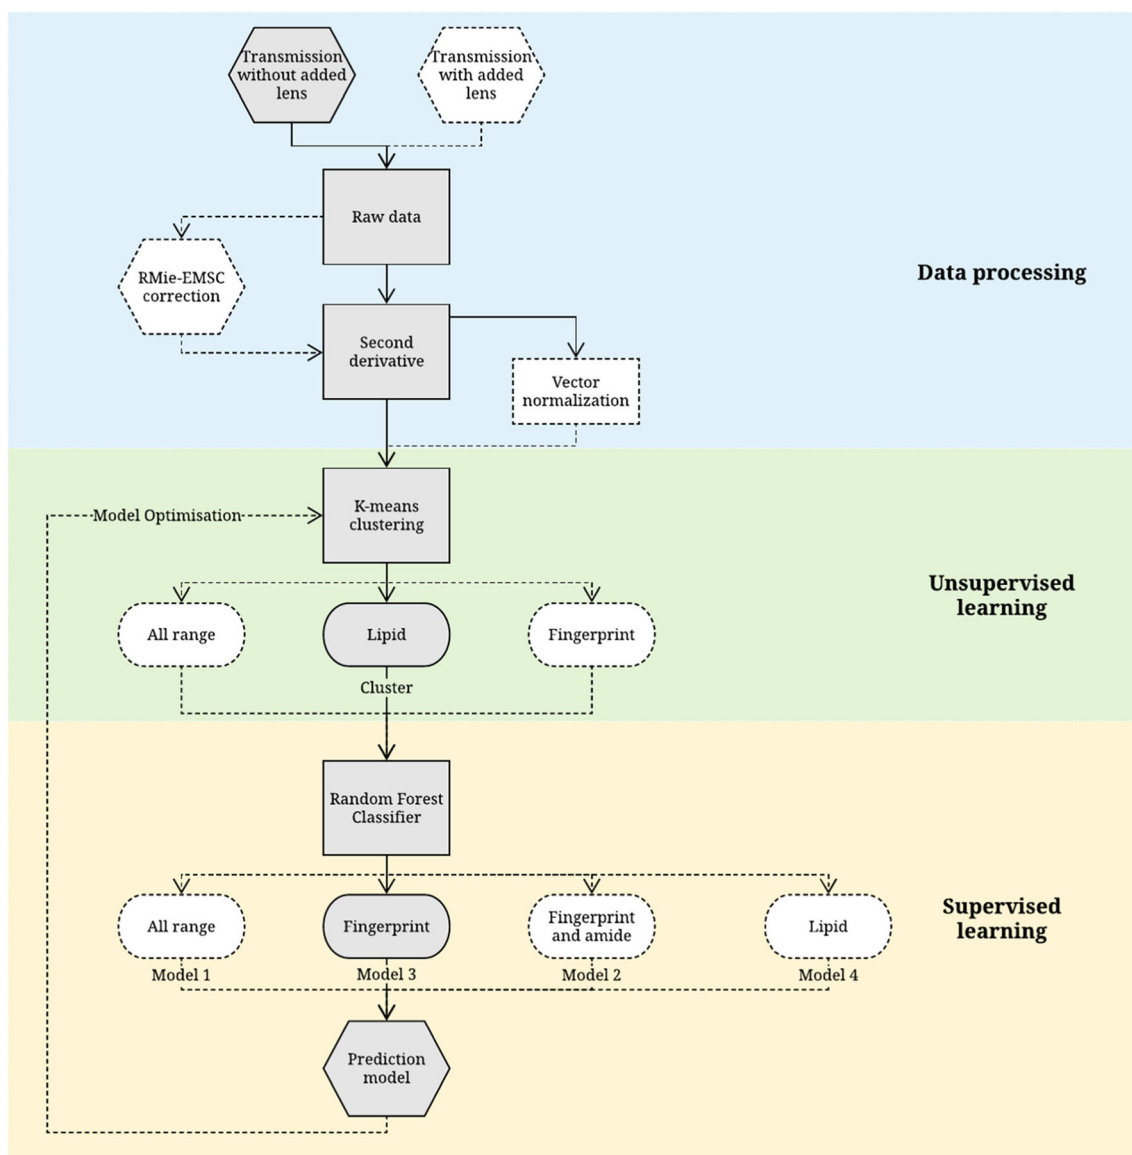 Transmission
without added
lens
Transmission
with added
lens
Raw data
RMie-EMSC
correction
Data processing
Second
derivative
Vector
normalization
K-means
clustering
Model Optimisation
Unsupervised
learning
All range
Lipid
Fingerprint
Cluster
Random Forest
Classifier
Supervised
learning
All range
Fingerprint
Fingerprint
and amide
Lipid
Model 1
Model 3
Model 2
Model 4
Prediction
model